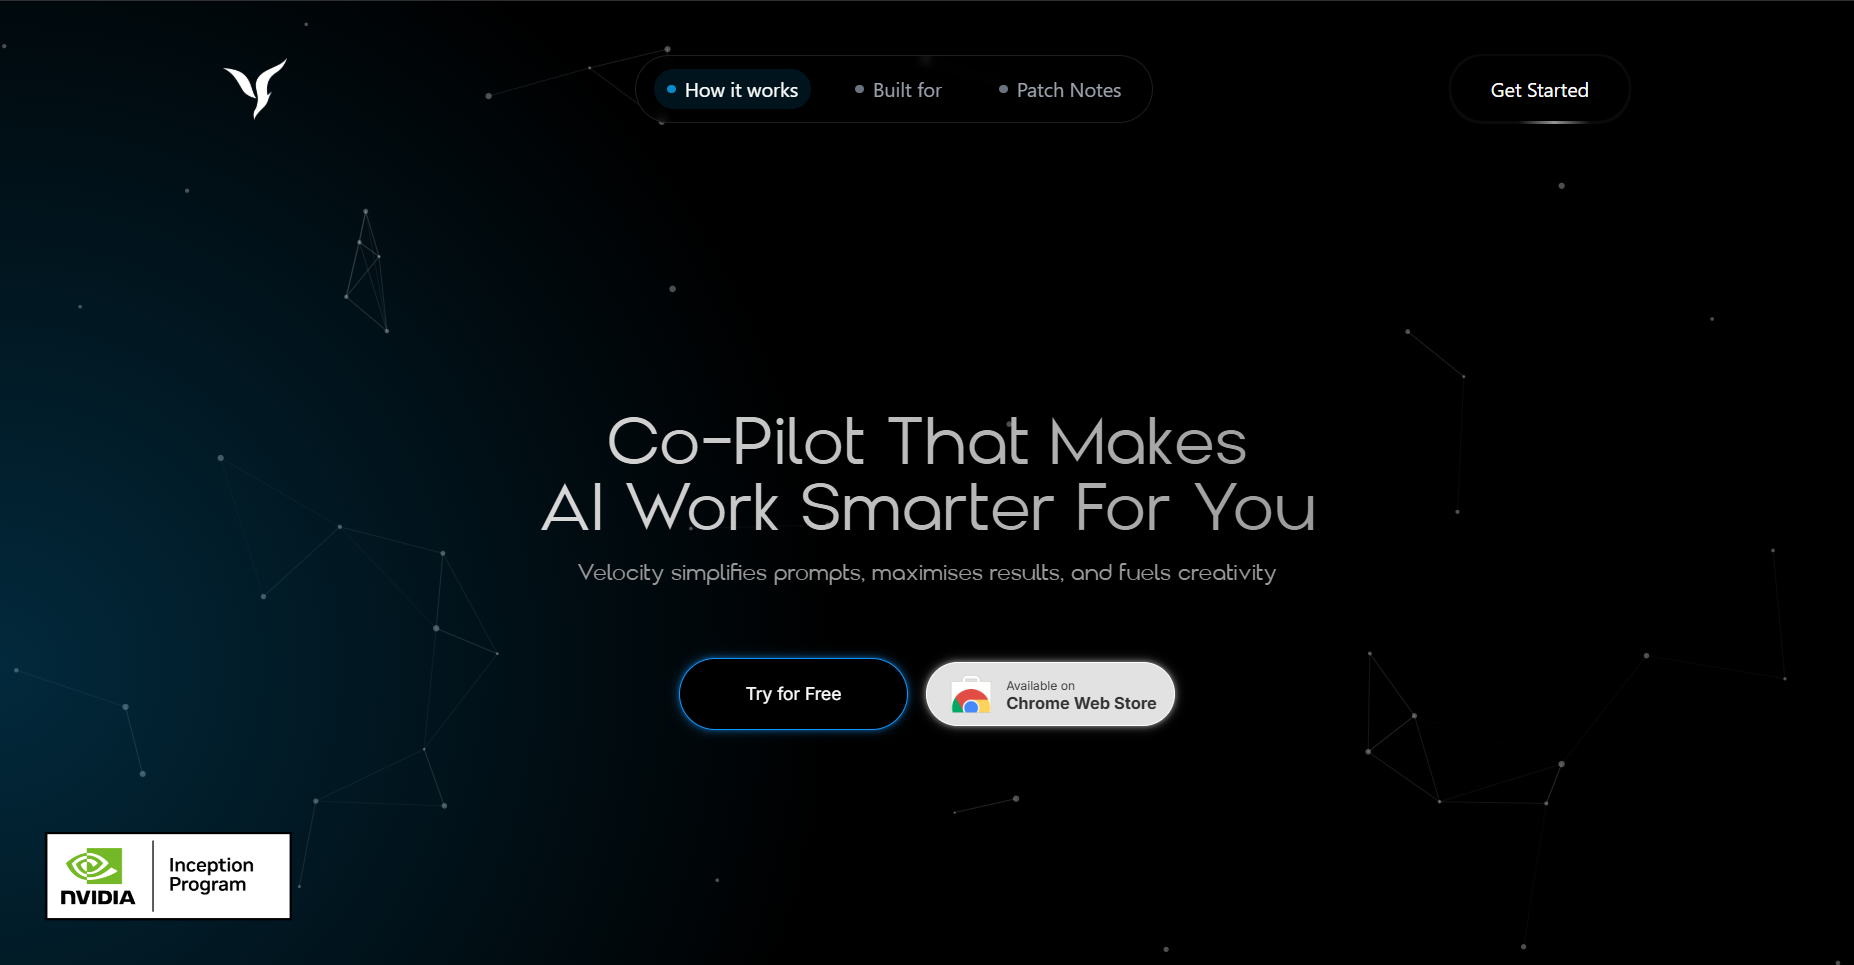 How it works
Built for
Patch Notes
Get Started
Co-Pilot That Makes
AI Work Smarter For You
Velocity simplifies prompts, maximises results, and fuels creativity
Try for Free
Available on
Chrome Web Store
NVIDIA
Inception
Program